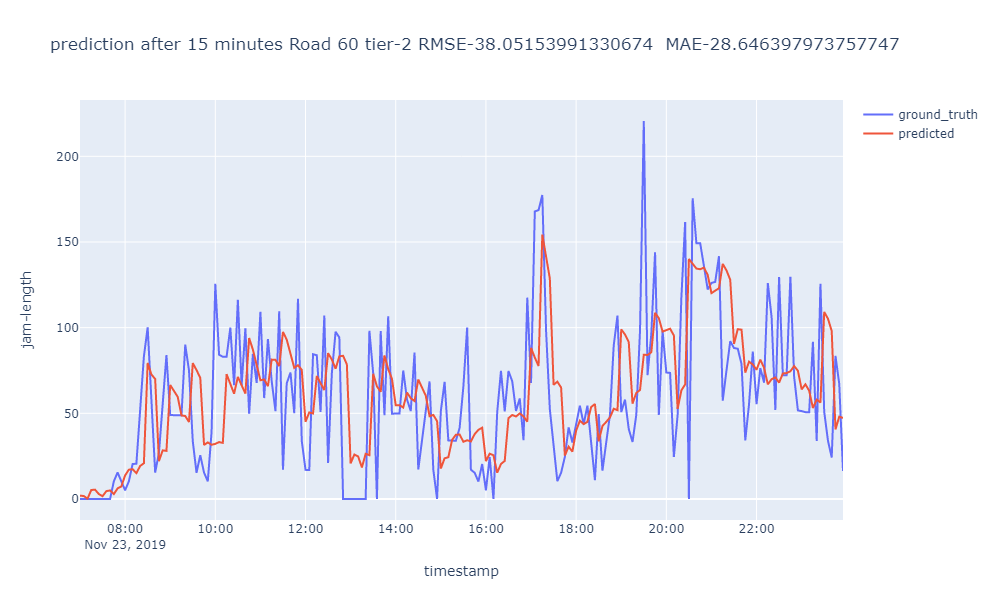 prediction after 15 minutes Road 60 tier-2 RMSE-38.05153991330674  MAE-28.646397973757747
ground_truth
predicted
200
150
100
50
0
jam-length
08:00 10:00 12:00 14:00 16:00 18:00 20:00 22:00
Nov 23, 2019
timestamp